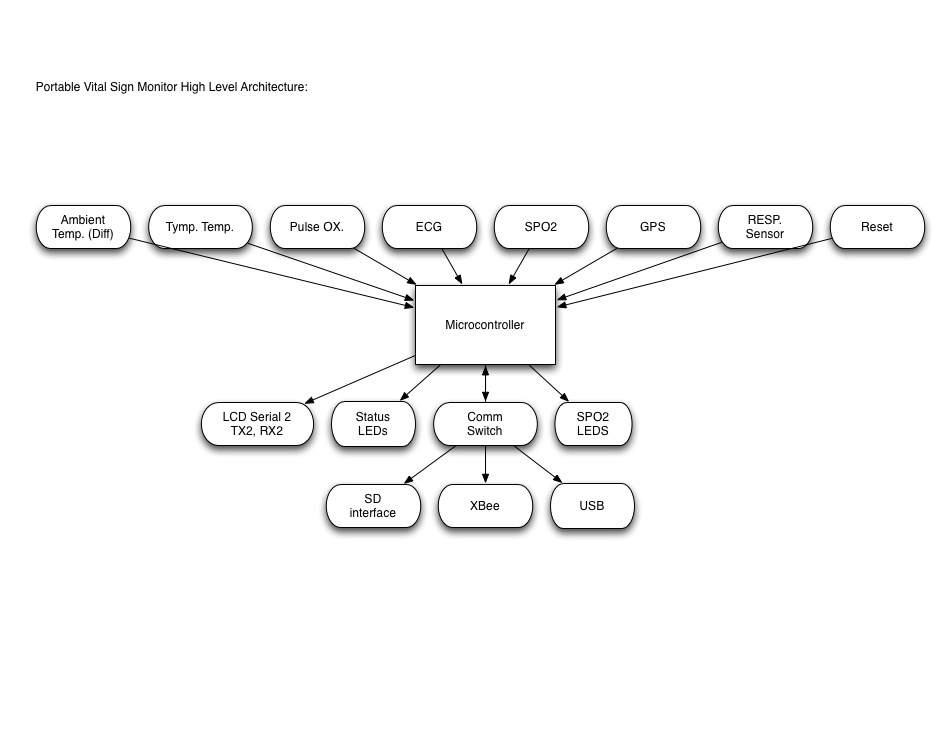 Portable Vital Sign Monitor High Level Architecture:
Ambient
Temp. (Diff)
Tymp. Temp.
Pulse OX.
ECG
SPO2
GPS
RESP.
Sensor
Reset
Microcontroller
LCD Serial 2
TX2, RX2
Status
LEDs
Comm
Switch
SPO2
LEDS
SD
interface
XBee
USB